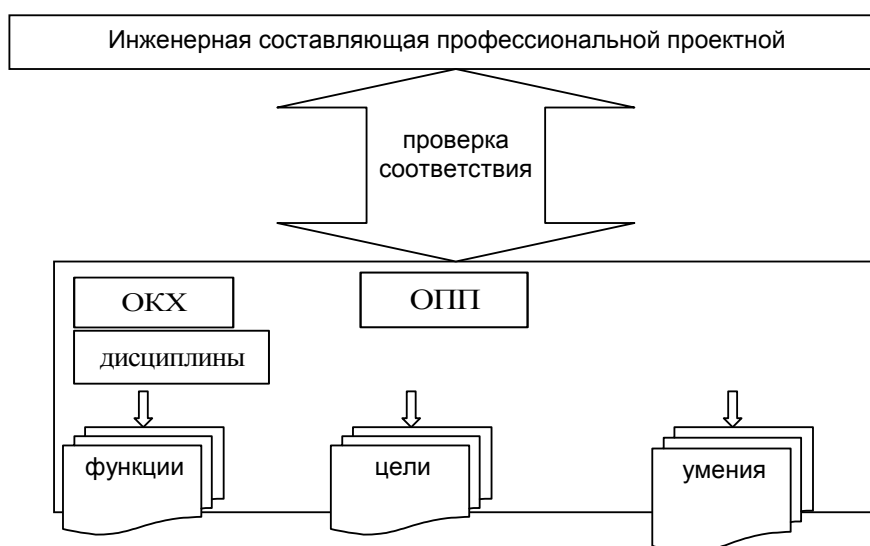 Инженерная составляющая профессиональной проектной
проверка
соответствия
ОКХ
ОПП
дисциплины
функции
цели
умения